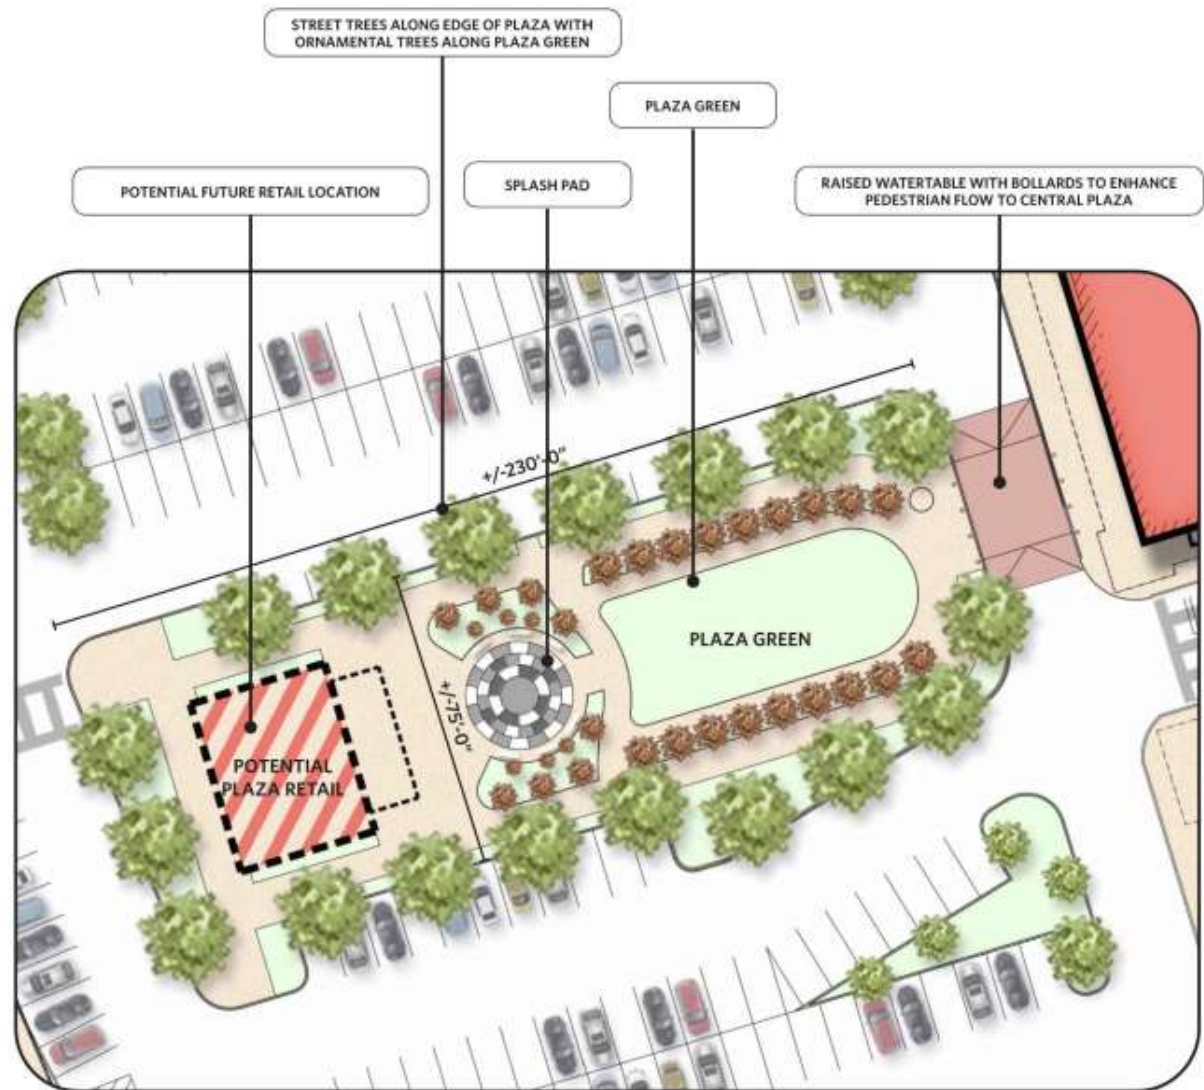 STREET TREES ALONG EDGE OF PLAZA WITH
ORNAMENTAL TREES ALONG PLAZA GREEN
PLAZA GREEN
POTENTIAL FUTURE RETAIL LOCATION
SPLASH PAD
RAISED WATERTABLE WITH BOLLARDS TO ENHANCE
PEDESTRIAN FLOW TO CENTRAL PLAZA
+/-230'-0"
PLAZA GREEN
+/-75'-0"
POTENTIAL
PLAZA RETAIL